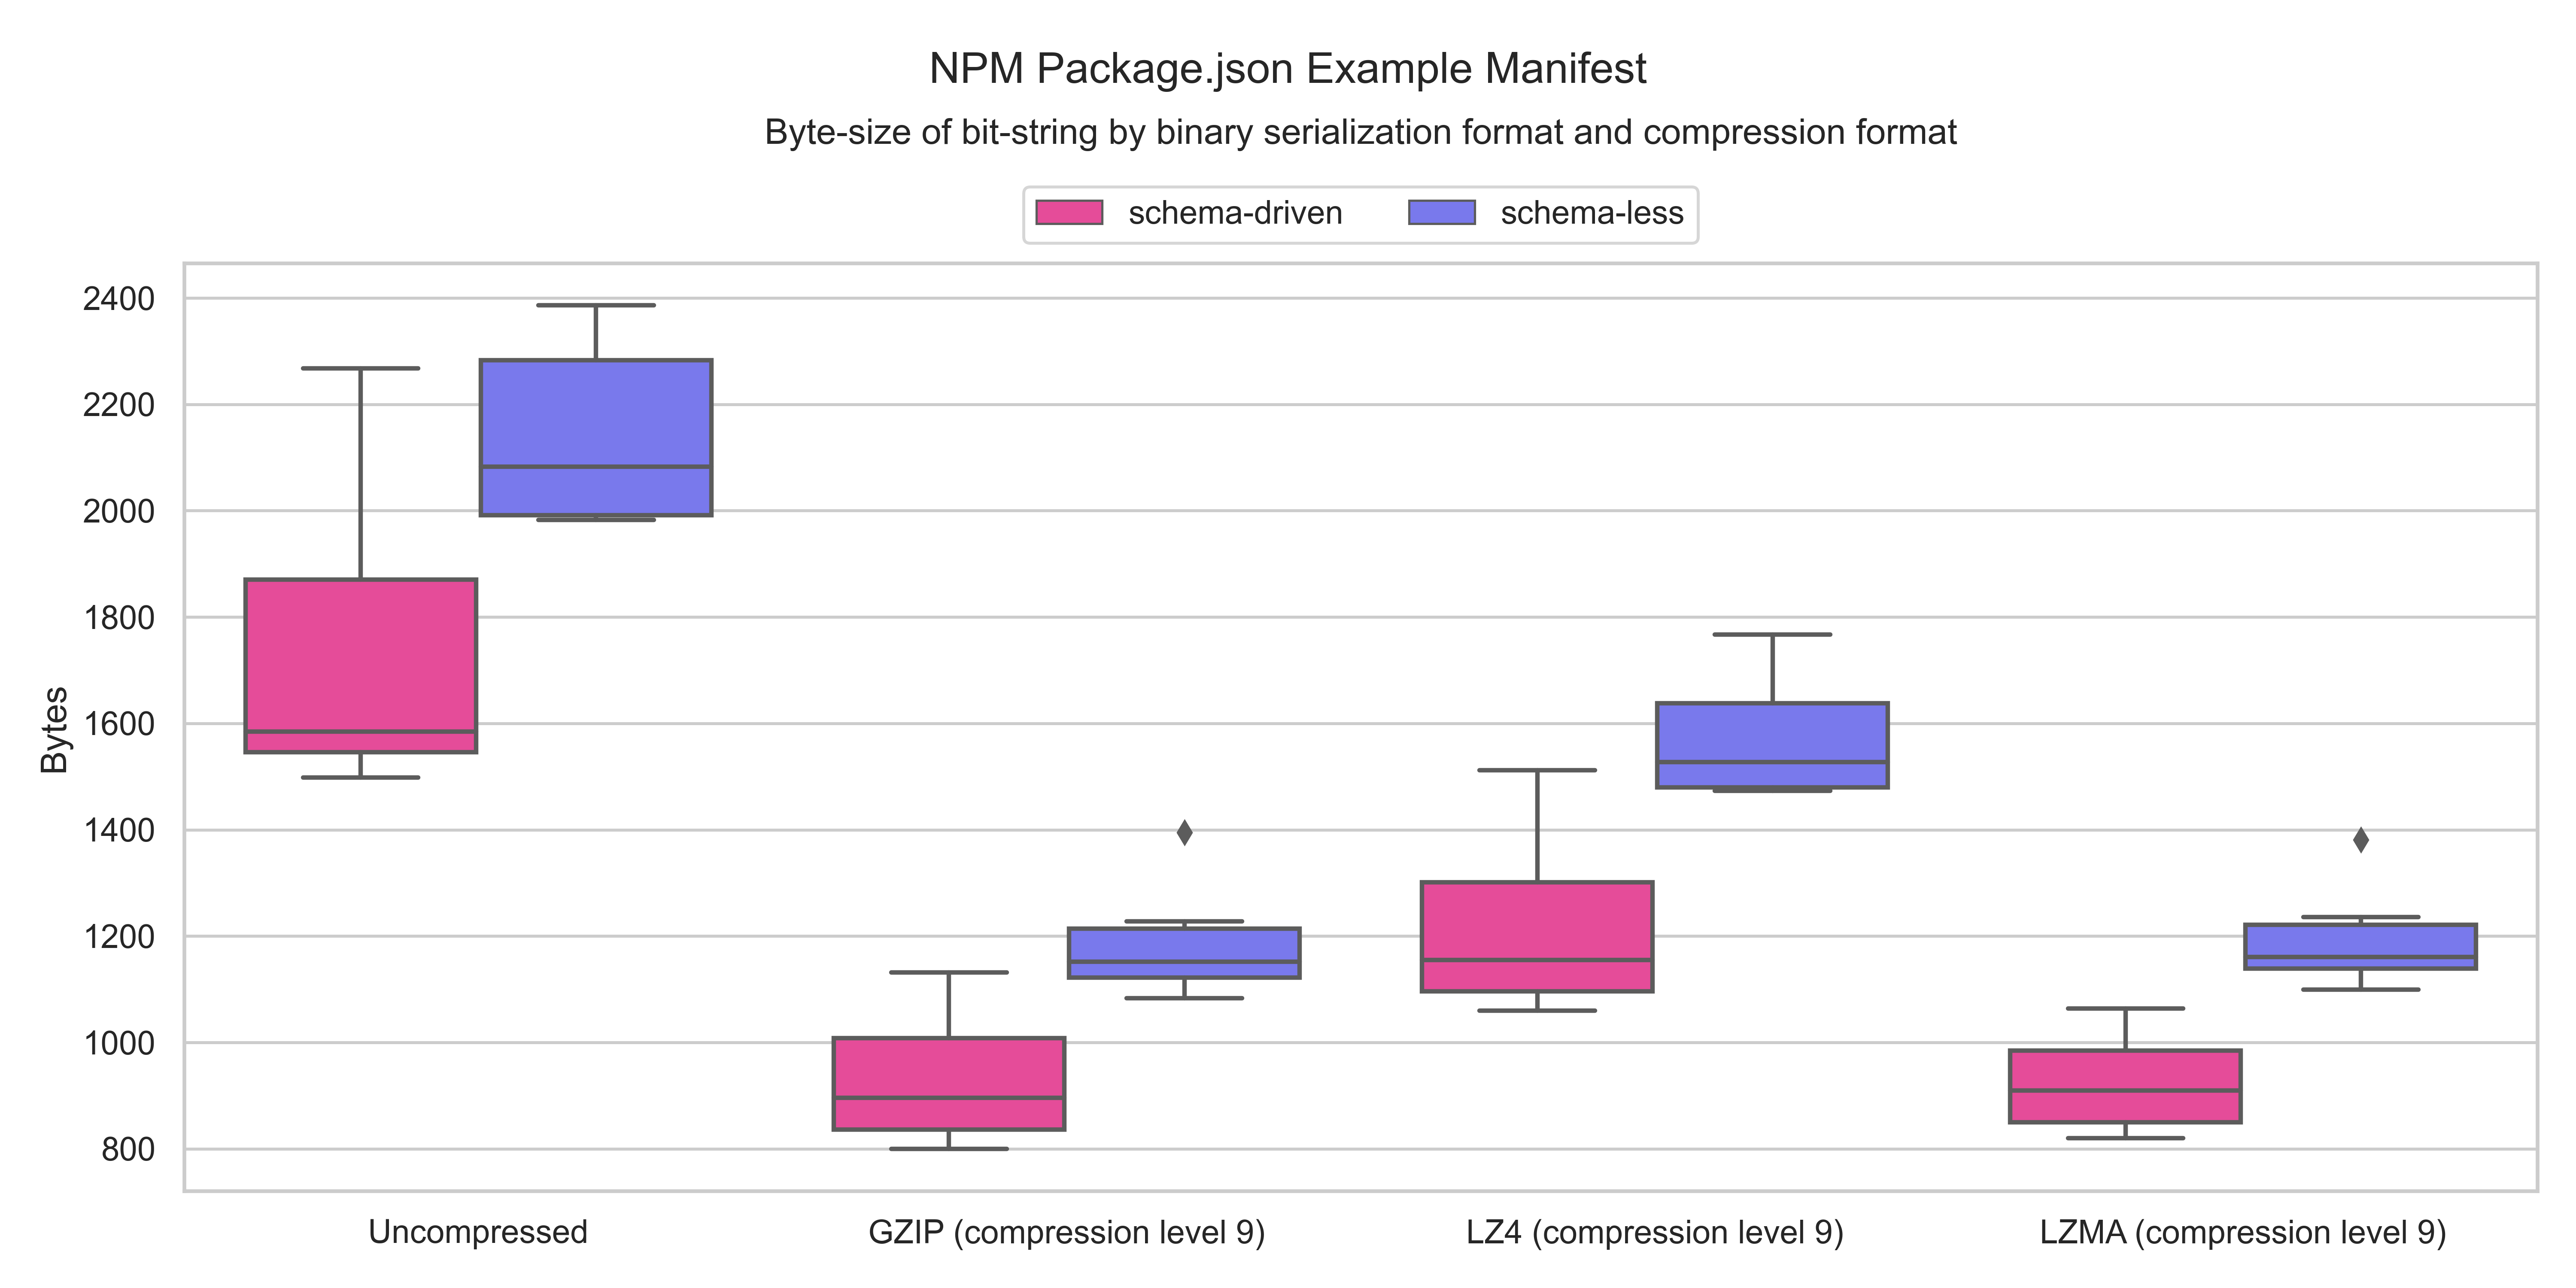 NPM Package.json Example Manifest
Byte-size of bit-string by binary serialization format and compression format
schema-driven schema-less
2400
2200
2000
1800
1600
1400
1200
1000
800
Bytes
Uncompressed GZIP (compression level 9) LZ4 (compression level 9) LZMA (compression level 9)